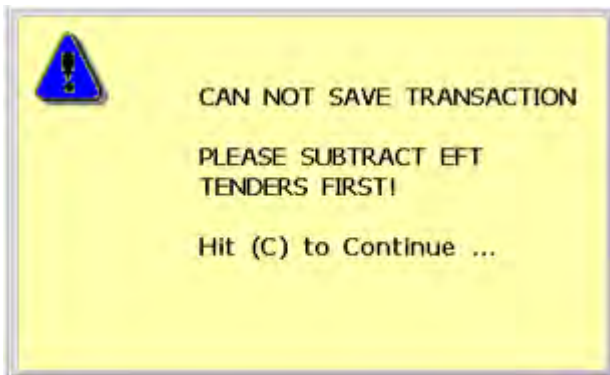 CAN NOT SAVE TRANSACTION
PLEASE SUBTRACT EFT
TENDERS FIRST!
Hit (C) to Continue ...